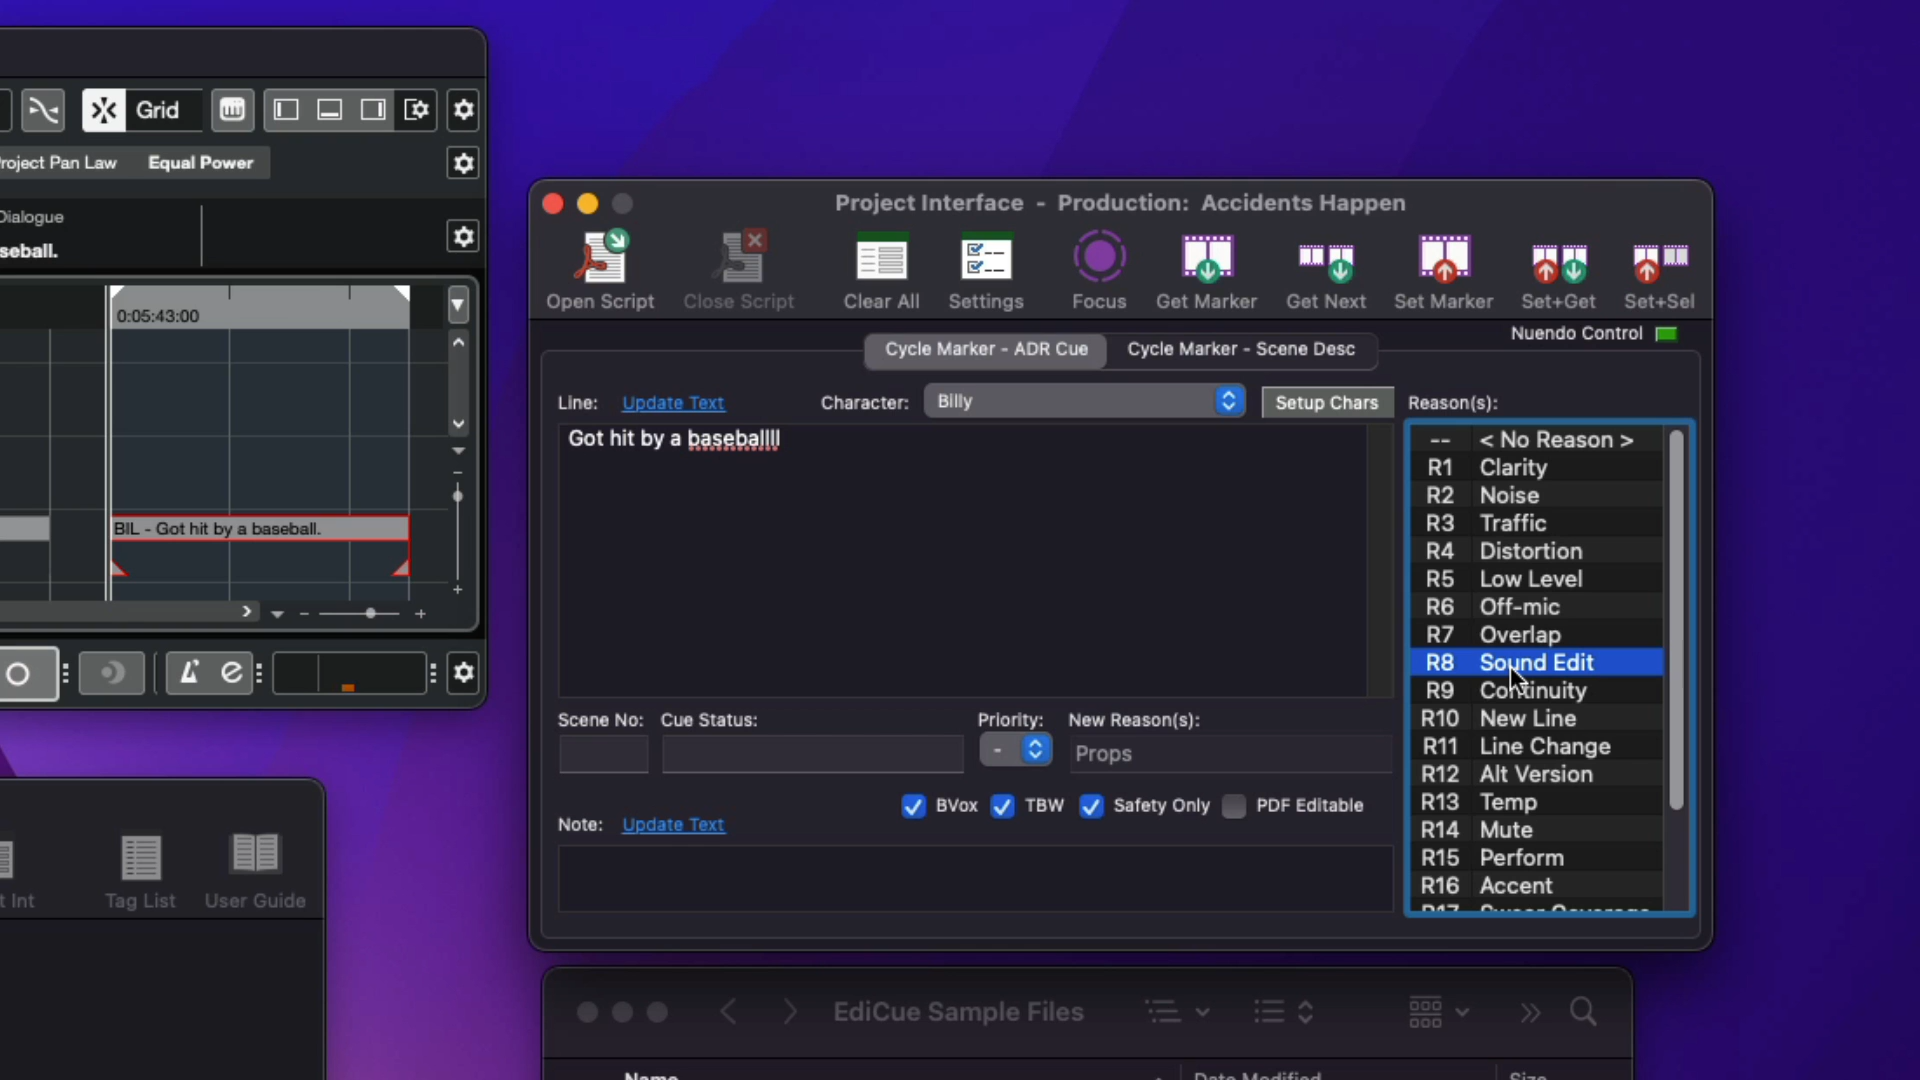 Grid
roject Pan Law Equal Power
Dialogue
seball.
0:05:43:00
BIL - Got hit by a baseball.
t Int Tag List User Guide
Project Interface - Production: Accidents Happen
Open Script Close Script Clear All Settings Focus Get Marker Get Next Set Marker Set+Get Set+Sel
Nuendo Control
Cycle Marker - ADR Cue Cycle Marker - Scene Desc
Line: Update Text Character: Billy Setup Chars Reason(s):
Got hit by a baseballll
-- < No Reason >
R1 Clarity
R2 Noise
R3 Traffic
R4 Distortion
R5 Low Level
R6 Off-mic
R7 Overlap
R8 Sound Edit
R9 Continuity
R10 New Line
R11 Line Change
R12 Alt Version
R13 Temp
R14 Mute
R15 Perform
R16 Accent
Scene No: Cue Status: Priority: New Reason(s):
- Props
BVox TBW Safety Only PDF Editable
Note: Update Text
EdiCue Sample Files
Name Date Modified Size